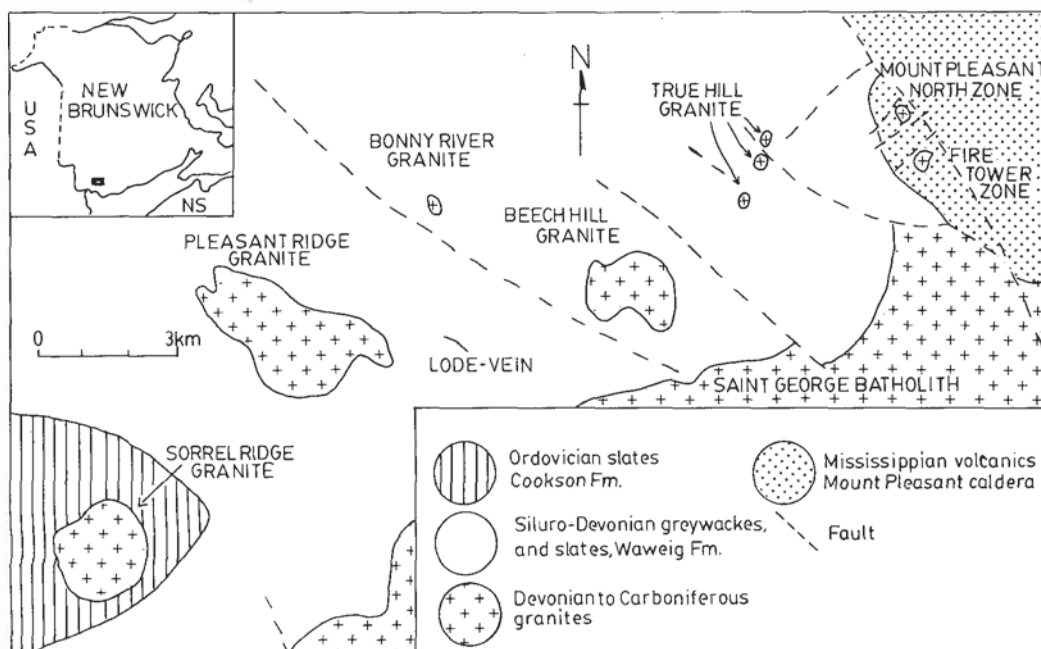 NEW
BRUNSWICK
U
S
A
NS
N
BONNY RIVER
GRANITE
TRUE HILL
GRANITE
MOUNT PLEASANT
NORTH ZONE
FIRE
TOWER
ZONE
BEECH HILL
GRANITE
PLEASANT RIDGE
GRANITE
0 3km
LODE-VEIN
SAINT GEORGE BATHOLITH
SORREL RIDGE
GRANITE
Ordovician slates
Cookson Fm.
Siluro-Devonian greywackes,
and slates, Waweig Fm.
Devonian to Carboniferous
granites
Mississippian volcanics
Mount Pleasant caldera
Fault